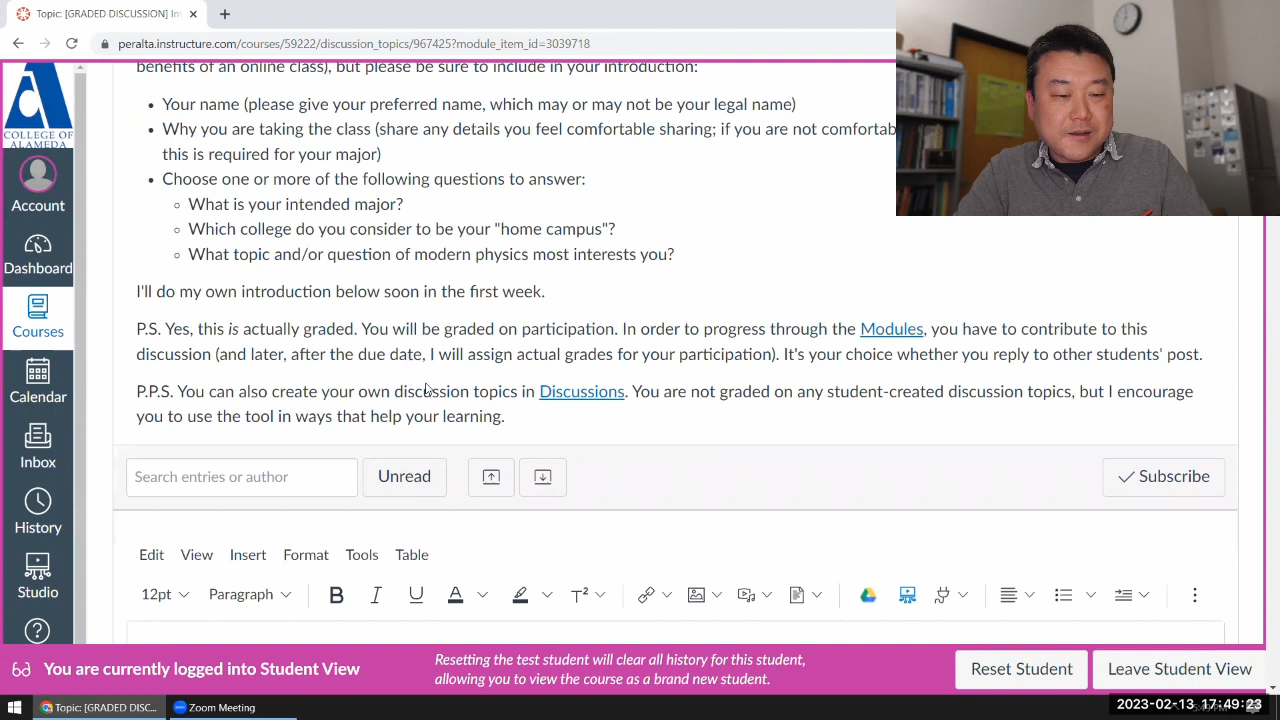 Topic: [GRADED DISCUSSION] In
peralta.instructure.com/courses/59222/discussion_topics/967425?module_item_id=3039718
COLLEGE OF
ALAMEDA
Account
Dashboard
Courses
Calendar
Inbox
History
Studio
benefits of an online class), but please be sure to include in your introduction:
• Your name (please give your preferred name, which may or may not be your legal name)
• Why you are taking the class (share any details you feel comfortable sharing; if you are not comfortab
this is required for your major)
• Choose one or more of the following questions to answer:
What is your intended major?
Which college do you consider to be your "home campus"?
What topic and/or question of modern physics most interests you?
I'll do my own introduction below soon in the first week.
P.S. Yes, this is actually graded. You will be graded on participation. In order to progress through the Modules, you have to contribute to this
discussion (and later, after the due date, I will assign actual grades for your participation). It's your choice whether you reply to other students' post.
P.P.S. You can also create your own discussion topics in Discussions. You are not graded on any student-created discussion topics, but I encourage
you to use the tool in ways that help your learning.
Search entries or author
Unread
Subscribe
Edit View Insert Format Tools Table
12pt Paragraph B I U A T²
You are currently logged into Student View
Resetting the test student will clear all history for this student,
allowing you to view the course as a brand new student.
Reset Student
Leave Student View
Topic: [GRADED DISC...
Zoom Meeting
2023-02-13 17:49:23